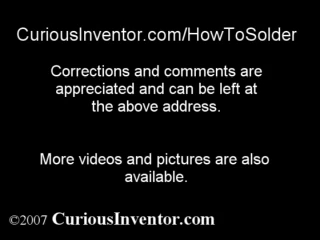 CuriousInventor.com/HowToSolder
Corrections and comments are
appreciated and can be left at
the above address.
More videos and pictures are also
available.
©2007 CuriousInventor.com